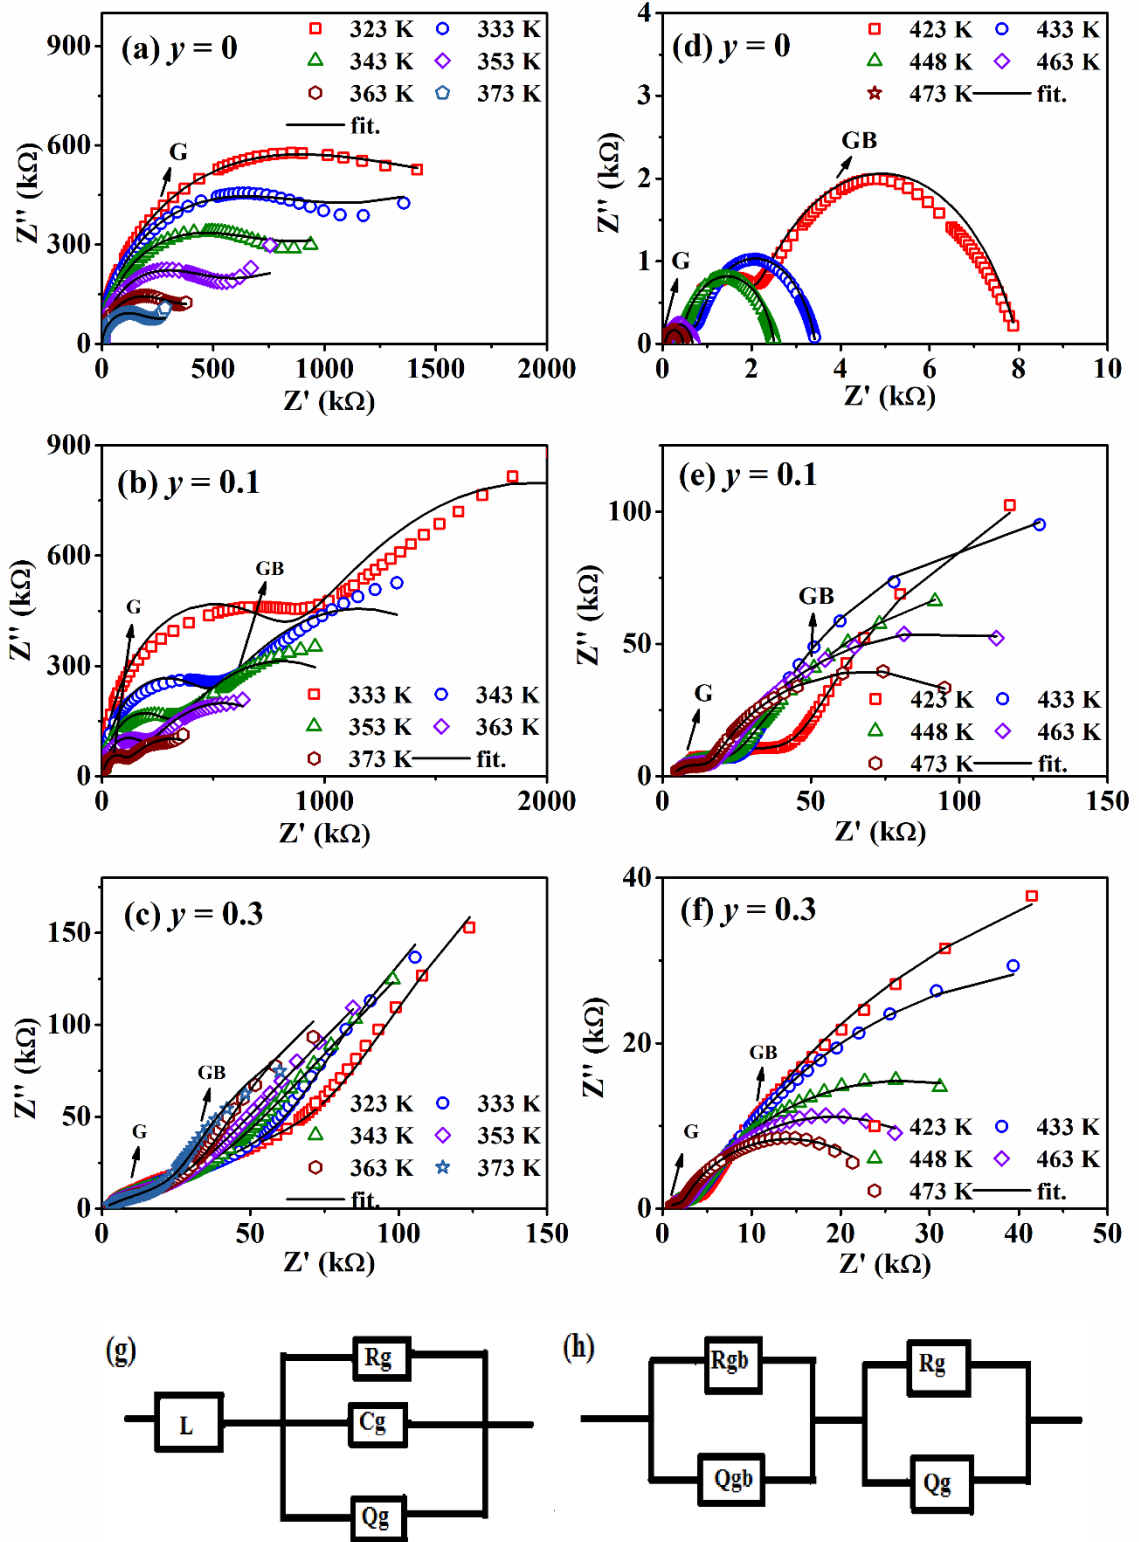 (a) y = 0
323 K 333 K
343 K 353 K
363 K 373 K
fit.
G
900
600
300
0
0 500 1000 1500 2000
Z'' (kΩ)
Z' (kΩ)
(d) y = 0
423 K 433 K
448 K 463 K
473 K fit.
GB
G
4
3
2
1
0
0 2 4 6 8 10
Z'' (kΩ)
Z' (kΩ)
(b) y = 0.1
GB
G
333 K 343 K
353 K 363 K
373 K fit.
900
600
300
0
0 500 1000 1500 2000
Z'' (kΩ)
Z' (kΩ)
(e) y = 0.1
GB
G
423 K 433 K
448 K 463 K
473 K fit.
100
50
0
0 50 100 150
Z'' (kΩ)
Z' (kΩ)
(c) y = 0.3
GB
G
323 K 333 K
343 K 353 K
363 K 373 K
fit.
150
100
50
0
0 50 100 150
Z'' (kΩ)
Z' (kΩ)
(f) y = 0.3
GB
G
423 K 433 K
448 K 463 K
473 K fit.
40
20
0
0 10 20 30 40 50
Z'' (kΩ)
Z' (kΩ)
(g)
L
Rg
Cg
Qg
(h)
Rgb
Rg
Qgb
Qg